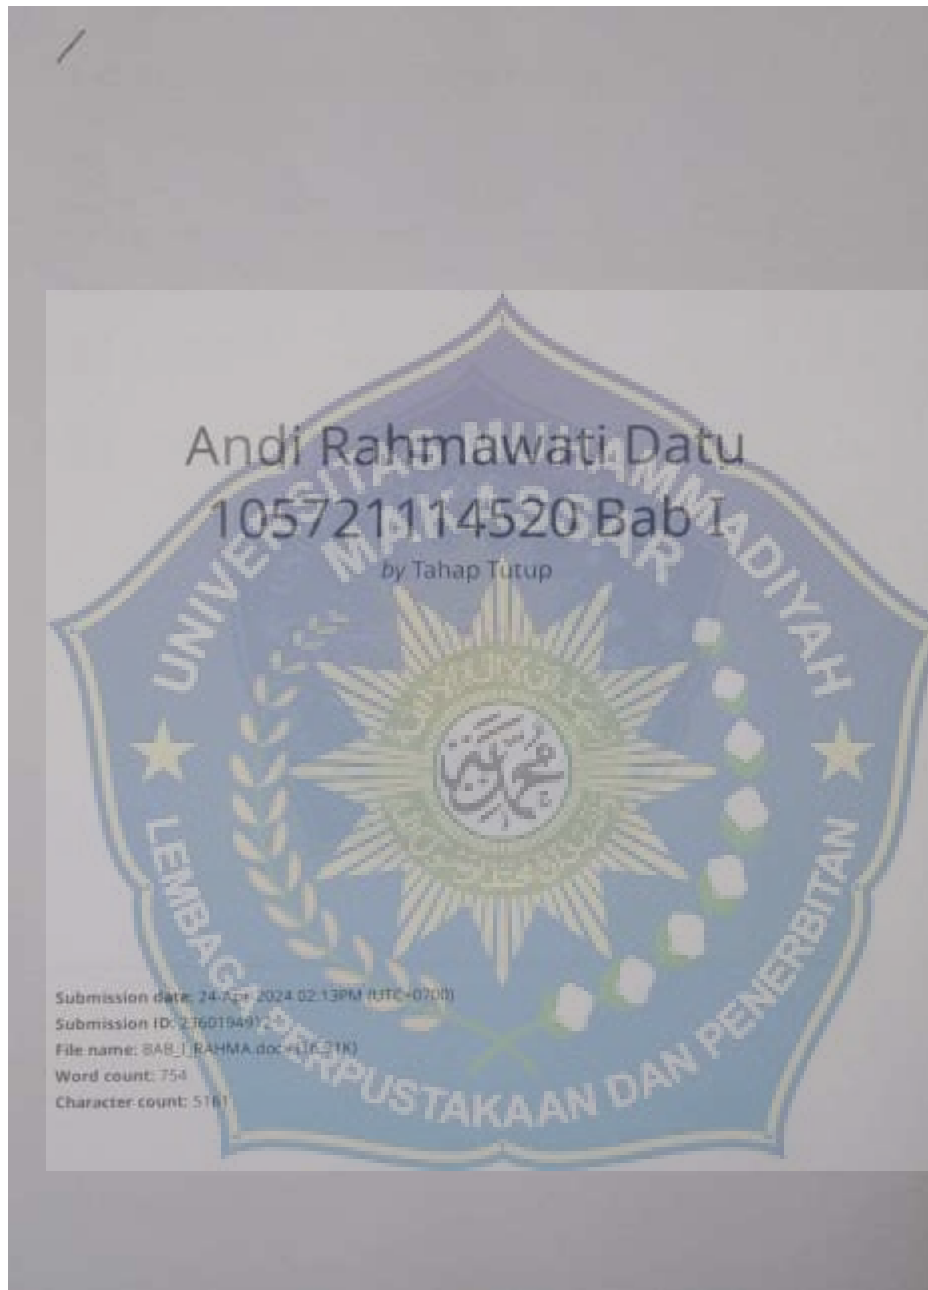 Andi Rahmawati Datu
105721114520 Bab I
by Tahap Tutup
UNIVERSITAS MUHAMMADIYAH
MAKASSAR
LEMBAGA PERPUSTAKAAN DAN PENERBITAN
Submission date: 24-Apr-2024 02:13PM (UTC+0700)
Submission ID:
File name: BAB_I_RAHMA.docx
Word count: 754
Character count: 5161